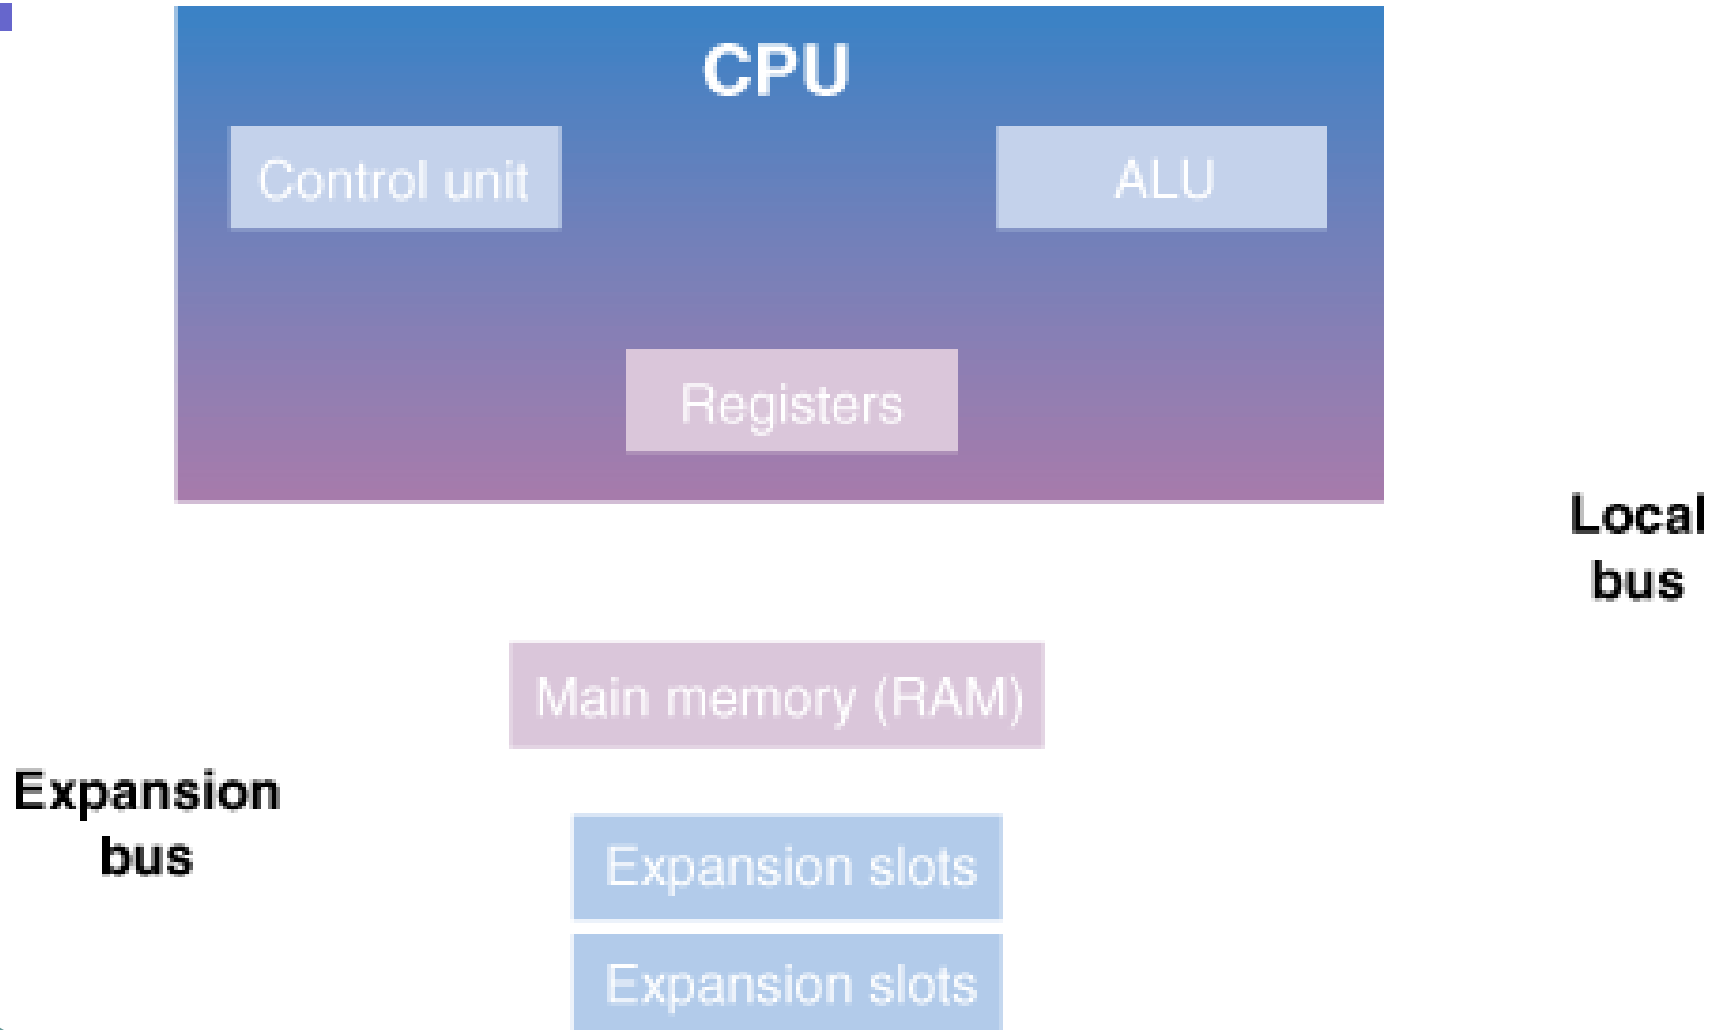 CPU
Control unit
ALU
Registers
Local
bus
Main memory (RAM)
Expansion
bus
Expansion slots
Expansion slots